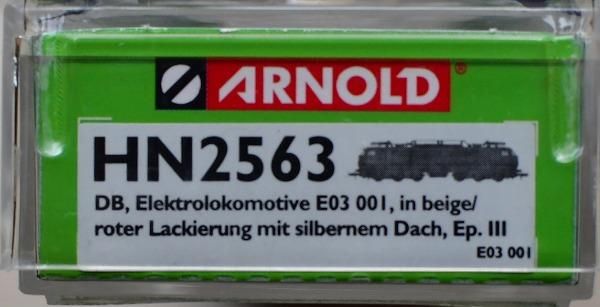 ARNOLD®
HN2563
DB, Elektrolokomotive E03 001, in beige/
roter Lackierung mit silbernem Dach, Ep. III
E03 001